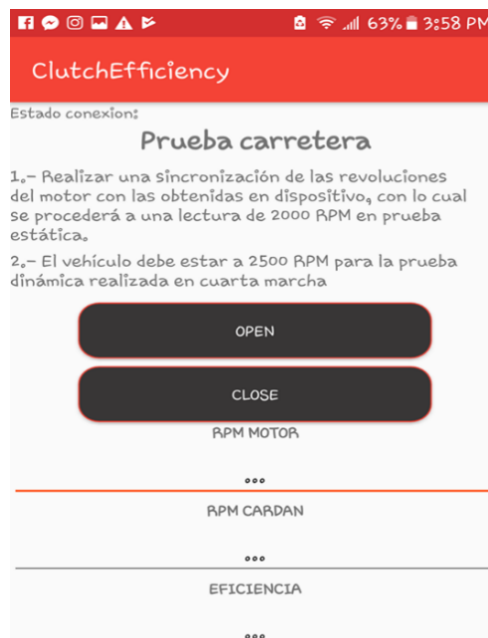 63% 3:58 PM
ClutchEfficiency
Estado conexion:
Prueba carretera
1.- Realizar una sincronización de las revoluciones
del motor con las obtenidas en dispositivo, con lo cual
se procederá a una lectura de 2000 RPM en prueba
estática.
2.- El vehículo debe estar a 2500 RPM para la prueba
dinámica realizada en cuarta marcha
OPEN
CLOSE
RPM MOTOR
...
RPM CARDAN
...
EFICIENCIA
...